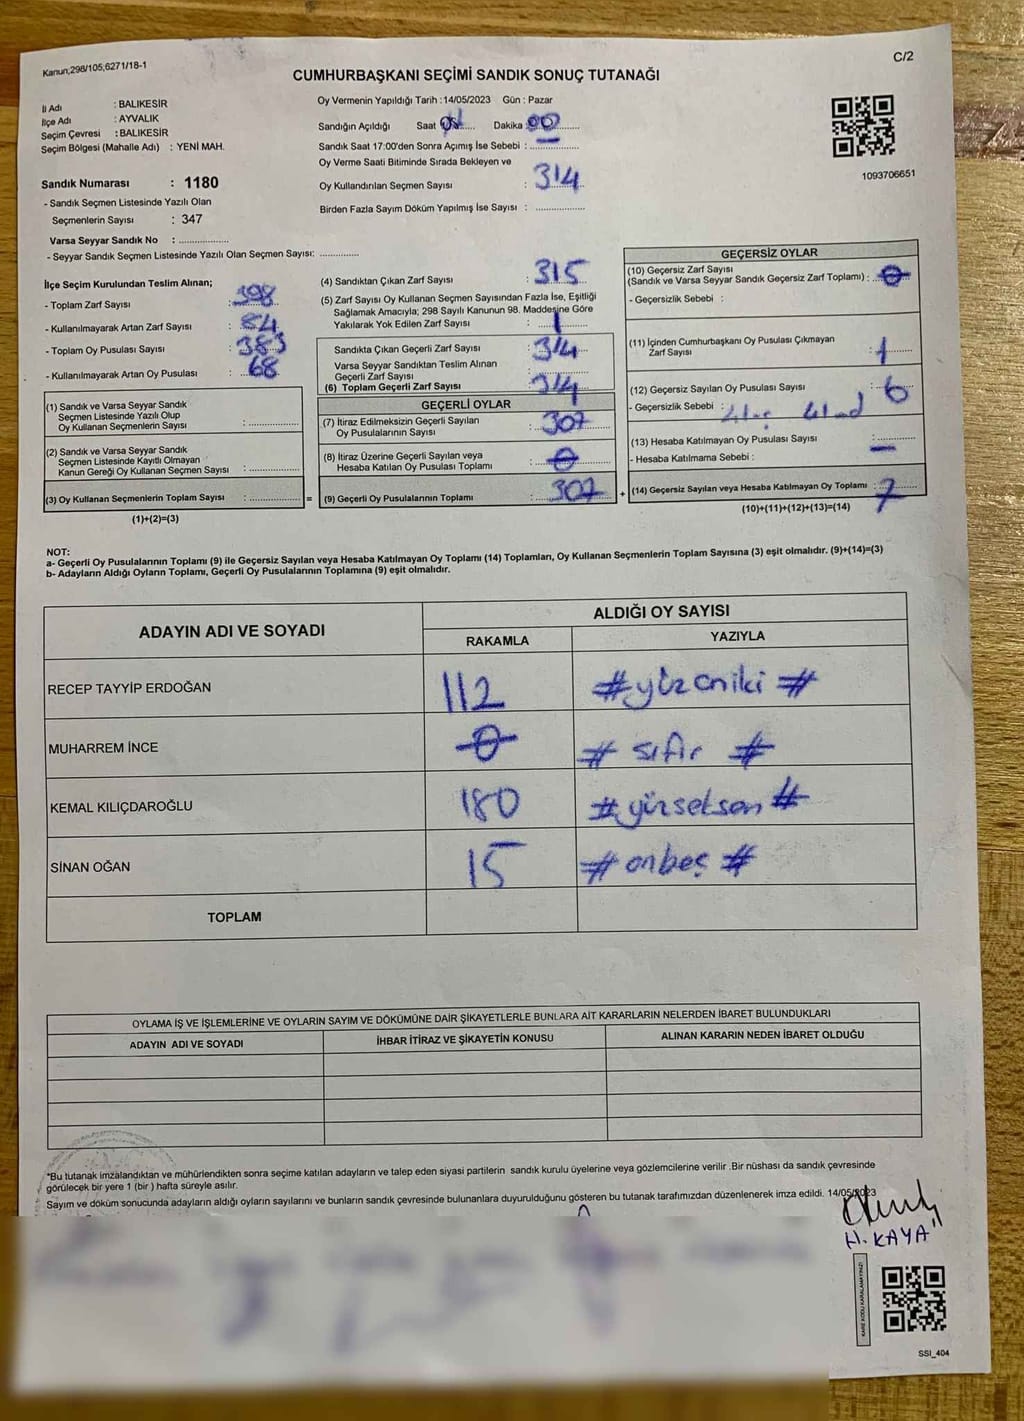 Kanun,298/105,6271/18-1
C/2
CUMHURBAŞKANI SEÇİMİ SANDIK SONUÇ TUTANAĞI
İl Adı : BALIKESİR
İlçe Adı : AYVALIK
Seçim Çevresi : BALIKESİR
Seçim Bölgesi (Mahalle Adı) : YENİ MAH.
Sandık Numarası : 1180
- Sandık Seçmen Listesinde Yazılı Olan
Seçmenlerin Sayısı : 347
Varsa Seyyar Sandık No : ..................
- Seyyar Sandık Seçmen Listesinde Yazılı Olan Seçmen Sayısı: ..............
Oy Vermenin Yapıldığı Tarih :14/05/2023 Gün : Pazar
Sandığın Açıldığı Saat Dakika : 00
Sandık Saat 17:00'den Sonra Açımış İse Sebebi : —
Oy Verme Saati Bitiminde Sırada Bekleyen ve
Oy Kullandırılan Seçmen Sayısı : 314
Birden Fazla Sayım Döküm Yapılmış İse Sayısı : ..............
1093706651
İlçe Seçim Kurulundan Teslim Alınan;
- Toplam Zarf Sayısı : 398
- Kullanılmayarak Artan Zarf Sayısı : 84
- Toplam Oy Pusulası Sayısı : 383
- Kullanılmayarak Artan Oy Pusulası : 68
(1) Sandık ve Varsa Seyyar Sandık
Seçmen Listesinde Yazılı Olup
Oy Kullanan Seçmenlerin Sayısı : ..............
(2) Sandık ve Varsa Seyyar Sandık
Seçmen Listesinde Kayıtlı Olmayan
Kanun Gereği Oy Kullanan Seçmen Sayısı : ..............
(3) Oy Kullanan Seçmenlerin Toplam Sayısı : ..............
(1)+(2)=(3)
=
(4) Sandıktan Çıkan Zarf Sayısı : 315
(5) Zarf Sayısı Oy Kullanan Seçmen Sayısından Fazla İse, Eşitliği
Sağlamak Amacıyla; 298 Sayılı Kanunun 98. Maddesine Göre
Yakılarak Yok Edilen Zarf Sayısı : 1
Sandıkta Çıkan Geçerli Zarf Sayısı : 314
Varsa Seyyar Sandıktan Teslim Alınan
Geçerli Zarf Sayısı
(6) Toplam Geçerli Zarf Sayısı : 314
GEÇERLİ OYLAR
(7) İtiraz Edilmeksizin Geçerli Sayılan
Oy Pusulalarının Sayısı : 307
(8) İtiraz Üzerine Geçerli Sayılan veya
Hesaba Katılan Oy Pusulası Toplamı : 0
(9) Geçerli Oy Pusulalarının Toplamı : 307
+
GEÇERSİZ OYLAR
(10) Geçersiz Zarf Sayısı
(Sandık ve Varsa Seyyar Sandık Geçersiz Zarf Toplamı) : 0
- Geçersizlik Sebebi :
(11) İçinden Cumhurbaşkanı Oy Pusulası Çıkmayan
Zarf Sayısı : 1
(12) Geçersiz Sayılan Oy Pusulası Sayısı : 6
- Geçersizlik Sebebi :
(13) Hesaba Katılmayan Oy Pusulası Sayısı : —
- Hesaba Katılmama Sebebi :
(14) Geçersiz Sayılan veya Hesaba Katılmayan Oy Toplamı : 7
(10)+(11)+(12)+(13)=(14)
NOT:
a- Geçerli Oy Pusulalarının Toplamı (9) ile Geçersiz Sayılan veya Hesaba Katılmayan Oy Toplamı (14) Toplamları, Oy Kullanan Seçmenlerin Toplam Sayısına (3) eşit olmalıdır. (9)+(14)=(3)
b- Adayların Aldığı Oyların Toplamı, Geçerli Oy Pusulalarının Toplamına (9) eşit olmalıdır.
ADAYIN ADI VE SOYADI
ALDIĞI OY SAYISI
RAKAMLA YAZIYLA
RECEP TAYYİP ERDOĞAN 112 #yüzoniki#
MUHARREM İNCE 0 # sıfır #
KEMAL KILIÇDAROĞLU 180 #yüzseksen#
SİNAN OĞAN 15 #onbeş#
TOPLAM
OYLAMA İŞ VE İŞLEMLERİNE VE OYLARIN SAYIM VE DÖKÜMÜNE DAİR ŞİKAYETLERLE BUNLARA AİT KARARLARIN NELERDEN İBARET BULUNDUKLARI
ADAYIN ADI VE SOYADI İHBAR İTİRAZ VE ŞİKAYETİN KONUSU ALINAN KARARIN NEDEN İBARET OLDUĞU
*Bu tutanak imzalandıktan ve mühürlendikten sonra seçime katılan adayların ve talep eden siyasi partilerin sandık kurulu üyelerine veya gözlemcilerine verilir .Bir nüshası da sandık çevresinde
görülecek bir yere 1 (bir ) hafta süreyle asılır.
Sayım ve döküm sonucunda adayların aldığı oyların sayılarını ve bunların sandık çevresinde bulunanlara duyurulduğunu gösteren bu tutanak tarafımızdan düzenlenerek imza edildi. 14/05/2023
H. KAYA
KARE KODU KARALAMAYINIZ!
SSI_404